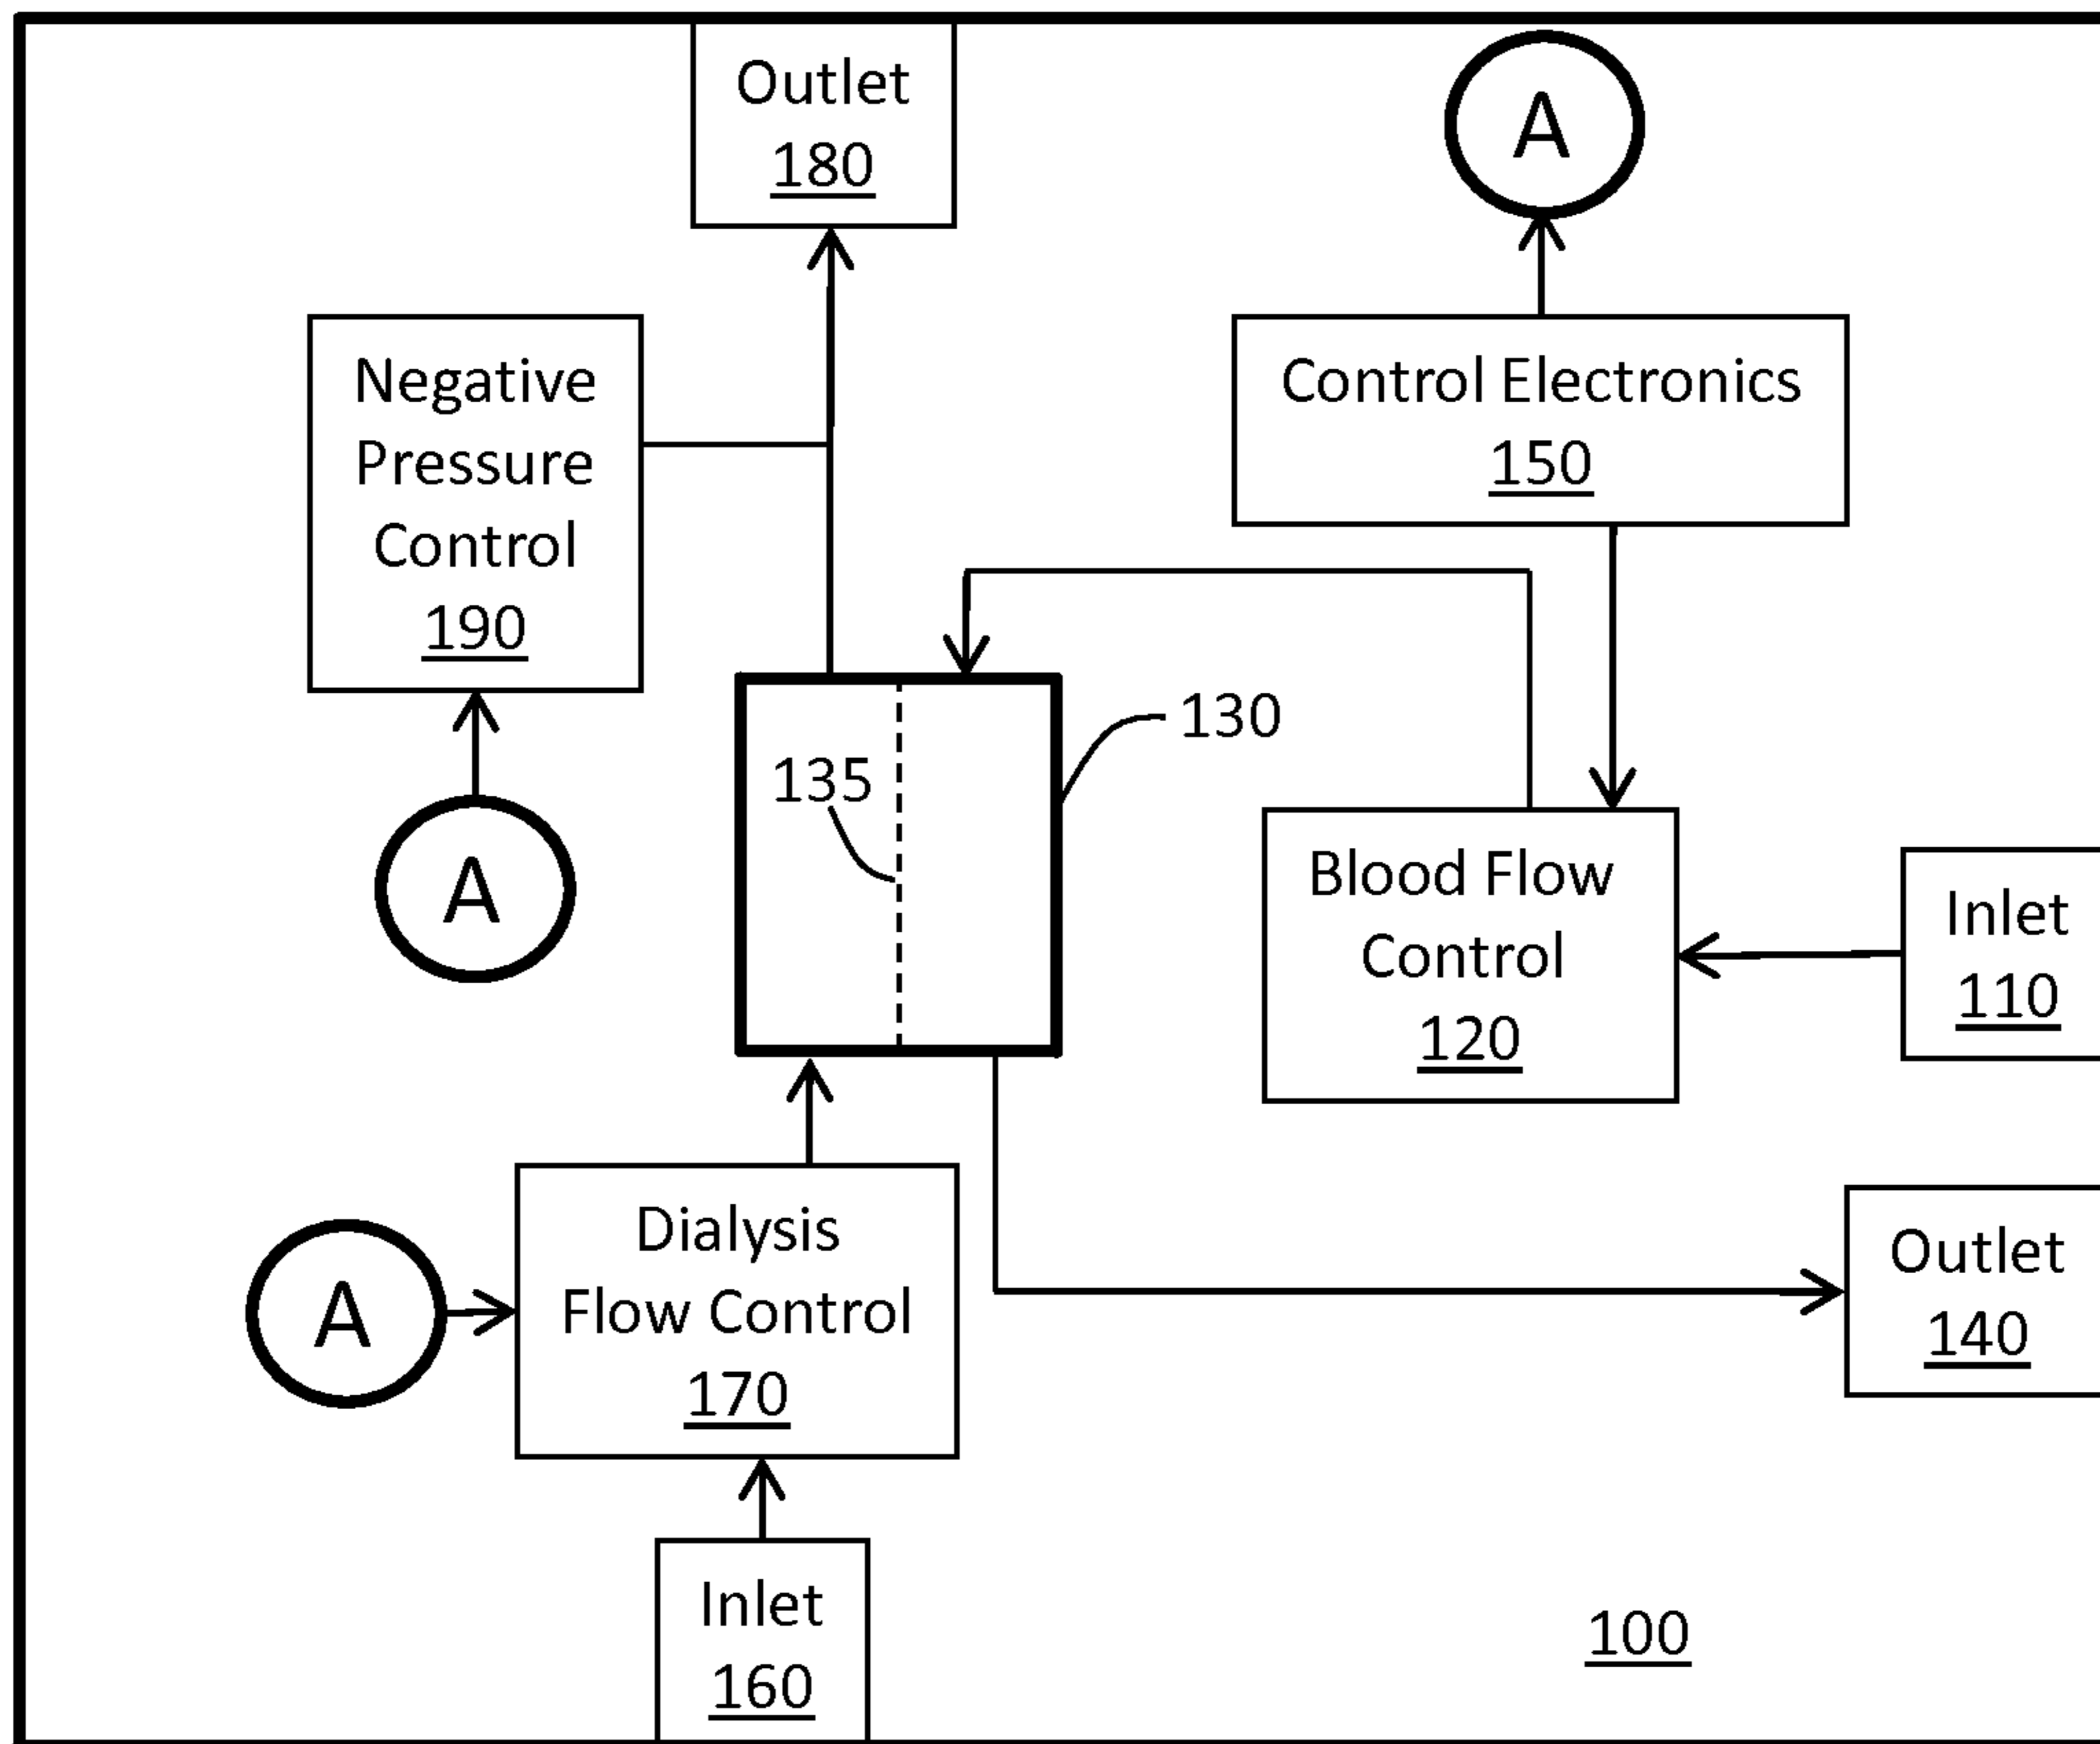 Outlet
180
A
Negative
Pressure
Control
190
Control Electronics
150
130
135
A
Blood Flow
Control
120
Inlet
110
Dialysis
Flow Control
170
A
Outlet
140
Inlet
160
100